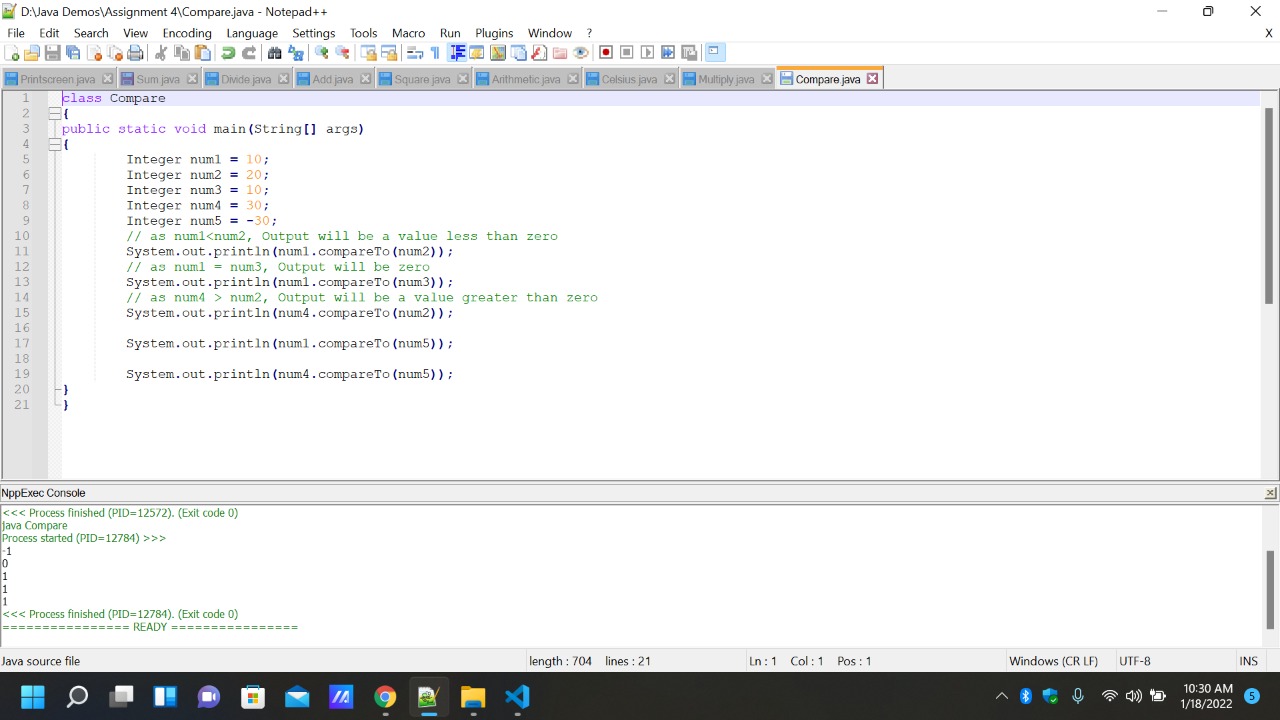 D:\Java Demos\Assignment 4\Compare.java - Notepad++
File Edit Search View Encoding Language Settings Tools Macro Run Plugins Window ? X
Printscreen.java Sum.java Divide.java Add.java Square.java Arithmetic.java Celsius.java Multiply.java Compare.java
1 class Compare
2 {
3 public static void main(String[] args)
4 {
5 Integer num1 = 10;
6 Integer num2 = 20;
7 Integer num3 = 10;
8 Integer num4 = 30;
9 Integer num5 = -30;
10 // as num1<num2, Output will be a value less than zero
11 System.out.println(num1.compareTo(num2));
12 // as num1 = num3, Output will be zero
13 System.out.println(num1.compareTo(num3));
14 // as num4 > num2, Output will be a value greater than zero
15 System.out.println(num4.compareTo(num2));
16
17 System.out.println(num1.compareTo(num5));
18
19 System.out.println(num4.compareTo(num5));
20 }
21 }
NppExec Console
<<< Process finished (PID=12572). (Exit code 0)
java Compare
Process started (PID=12784) >>>
-1
0
1
1
1
<<< Process finished (PID=12784). (Exit code 0)
================ READY ================
Java source file length : 704 lines : 21 Ln : 1 Col : 1 Pos : 1 Windows (CR LF) UTF-8 INS
10:30 AM
1/18/2022
5